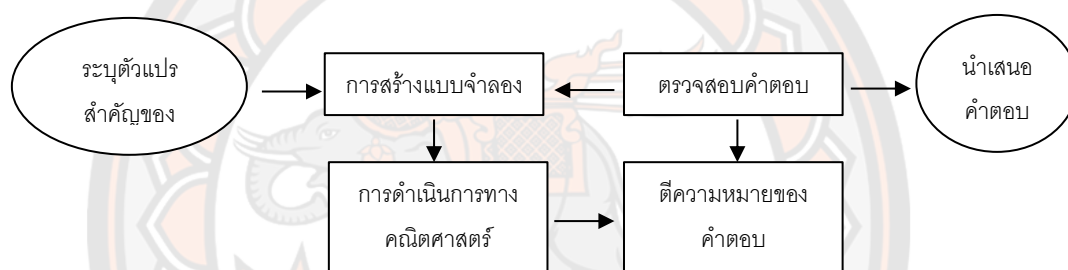 ระบุตัวแปร
สำคัญของ
การสร้างแบบจำลอง
ตรวจสอบคำตอบ
นำเสนอ
คำตอบ
การดำเนินการทาง
คณิตศาสตร์
ตีความหมายของ
คำตอบ